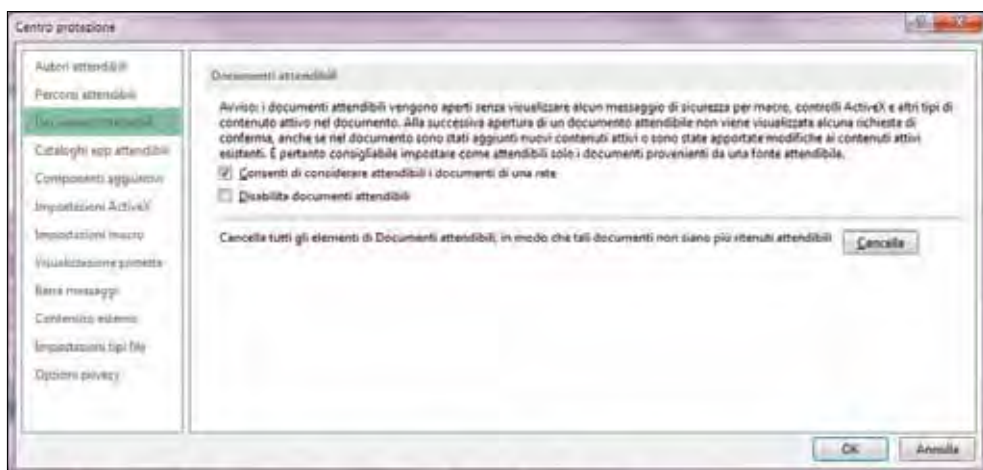 Centro protezione
Autori attendibili
Percorsi attendibili
Documenti attendibili
Cataloghi app attendibili
Componenti aggiuntivi
Impostazioni ActiveX
Impostazioni macro
Visualizzazione protetta
Barra messaggi
Contenuto esterno
Impostazioni tipi file
Opzioni privacy
Documenti attendibili
Avviso: i documenti attendibili vengono aperti senza visualizzare alcun messaggio di sicurezza per macro, controlli ActiveX e altri tipi di
contenuto attivo nel documento. Alla successiva apertura di un documento attendibile non viene visualizzata alcuna richiesta di
conferma, anche se nel documento sono stati aggiunti nuovi contenuti attivi o sono state apportate modifiche ai contenuti attivi
esistenti. È pertanto consigliabile impostare come attendibili solo i documenti provenienti da una fonte attendibile.
Consenti di considerare attendibili i documenti di una rete
Disabilita documenti attendibili
Cancella tutti gli elementi di Documenti attendibili, in modo che tali documenti non siano più ritenuti attendibili
Cancella
OK
Annulla